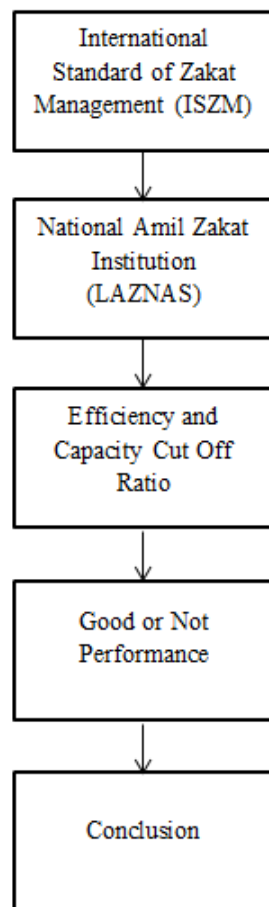 International
Standard of Zakat
Management (ISZM)
National Amil Zakat
Institution
(LAZNAS)
Efficiency and
Capacity Cut Off
Ratio
Good or Not
Performance
Conclusion